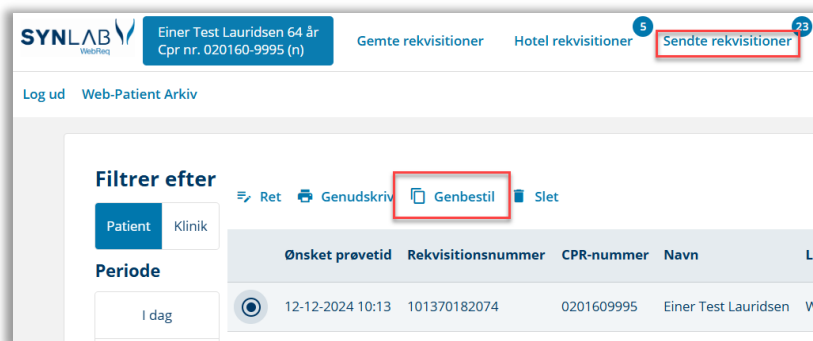 SYNLAB
WebReq
Einer Test Lauridsen 64 år
Cpr nr. 020160-9995 (n)
Gemte rekvisitioner
Hotel rekvisitioner
5
Sendte rekvisitioner
23
Log ud Web-Patient Arkiv
Filtrer efter
Ret Genudskriv Genbestil Slet
Patient Klinik
Periode
Ønsket prøvetid Rekvisitionsnummer CPR-nummer Navn
I dag
12-12-2024 10:13 101370182074 0201609995 Einer Test Lauridsen